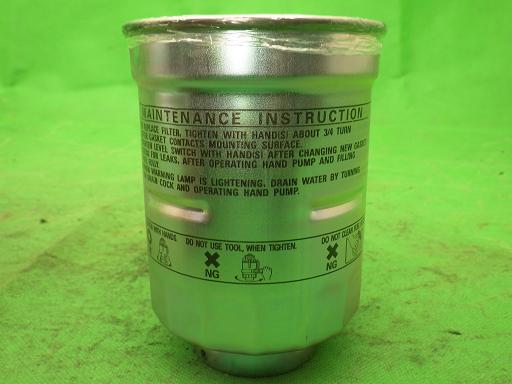 MAINTENANCE INSTRUCTION
REPLACE FILTER, TIGHTEN WITH HAND(S) ABOUT 3/4 TURN
GASKET CONTACTS MOUNTING SURFACE.
LEVEL SWITCH WITH HAND(S) AFTER CHANGING NEW GASKET
FOR LEAKS, AFTER OPERATING HAND PUMP AND FILLING
WARNING LAMP IS LIGHTENING, DRAIN WATER BY TURNING
COCK AND OPERATING HAND PUMP.
WITH HANDS.
DO NOT USE TOOL, WHEN TIGHTEN.
NG
DO NOT CLEAN
NG